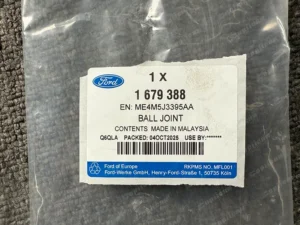 Ford
1 X
1 679 388
EN: ME4M5J3395AA
BALL JOINT
CONTENTS MADE IN MALAYSIA
Q6QLA PACKED: 04OCT2025 USE BY:*******
Ford of Europe RKPMS NO. MFL001
Ford-Werke GmbH, Henry-Ford-Straße 1, 50735 Köln